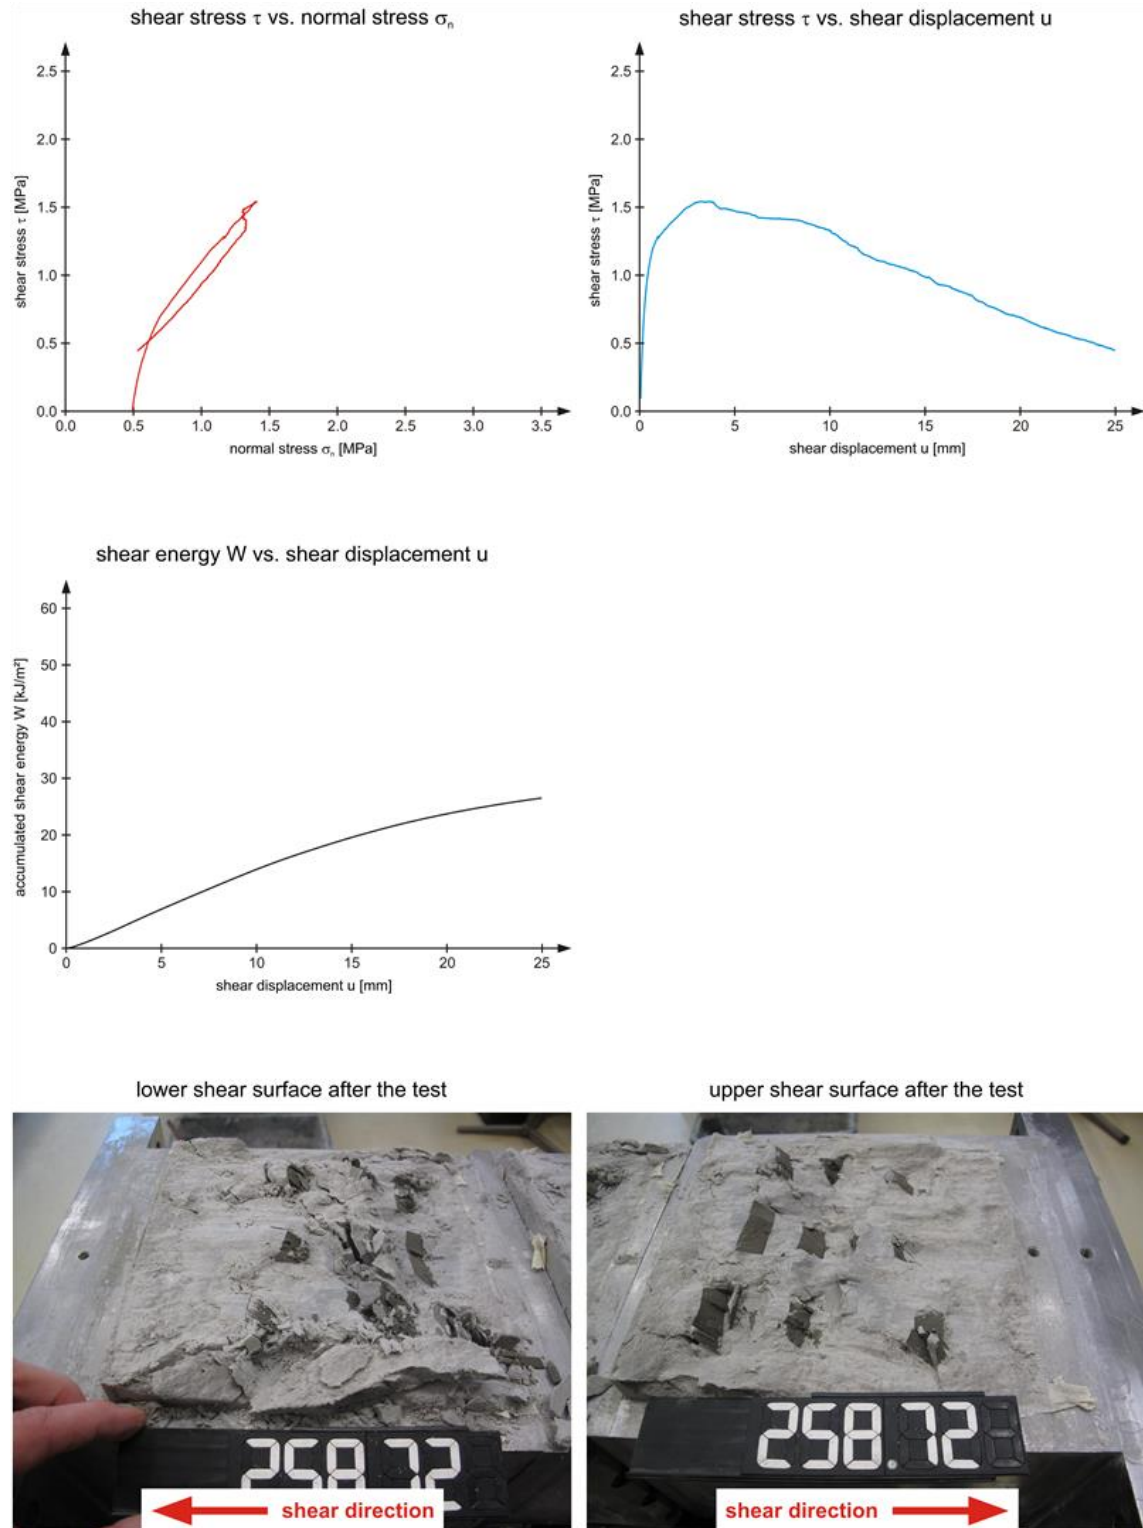 shear stress τ vs. normal stress σn
shear stress τ vs. shear displacement u
shear stress τ [MPa]
2.5
2.0
1.5
1.0
0.5
0.0
0.0 0.5 1.0 1.5 2.0 2.5 3.0 3.5
normal stress σn [MPa]
shear stress τ [MPa]
2.5
2.0
1.5
1.0
0.5
0.0
0 5 10 15 20 25
shear displacement u [mm]
shear energy W vs. shear displacement u
accumulated shear energy W [kJ/m²]
60
50
40
30
20
10
0
0 5 10 15 20 25
shear displacement u [mm]
lower shear surface after the test
upper shear surface after the test
258.72
shear direction
258.72
shear direction